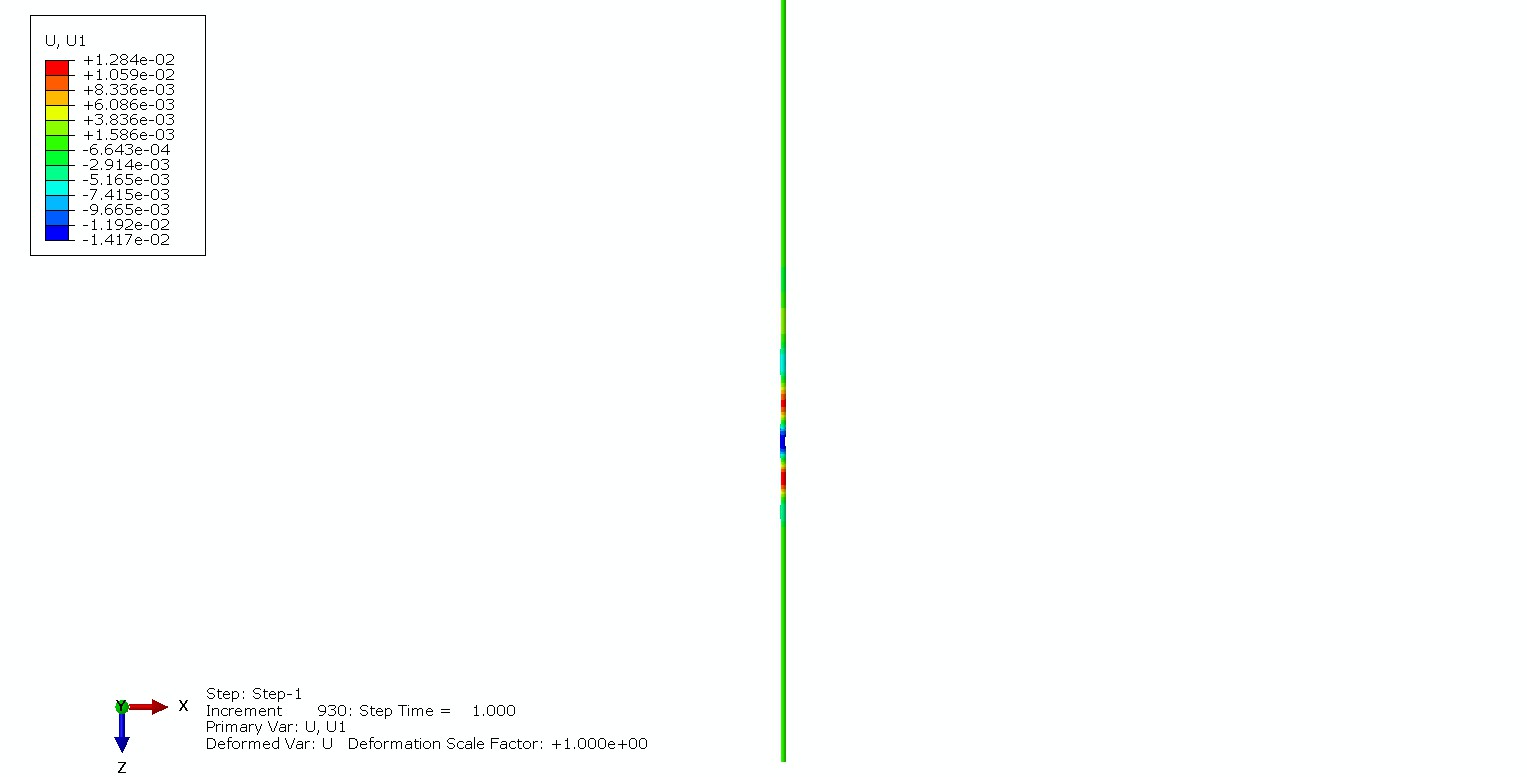 U, U1
+1.284e-02
+1.059e-02
+8.336e-03
+6.086e-03
+3.836e-03
+1.586e-03
-6.643e-04
-2.914e-03
-5.165e-03
-7.415e-03
-9.665e-03
-1.192e-02
-1.417e-02
Step: Step-1
Y X
Increment 930: Step Time = 1.000
Primary Var: U, U1
Deformed Var: U Deformation Scale Factor: +1.000e+00
Z